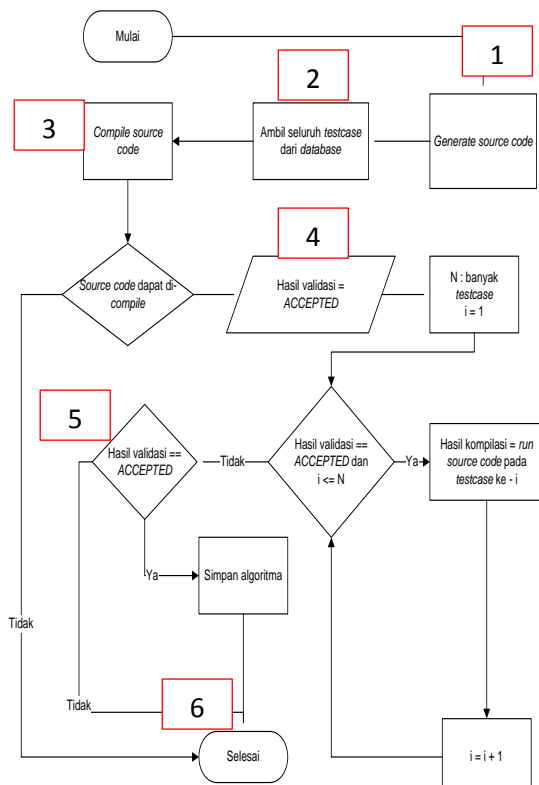 Mulai
1
Generate source code
2
Ambil seluruh testcase
dari database
3
Compile source
code
Source code dapat di-
compile
4
Hasil validasi =
ACCEPTED
N : banyak
testcase
i = 1
Hasil validasi ==
ACCEPTED dan
i <= N
Ya
Hasil kompilasi = run
source code pada
testcase ke - i
i = i + 1
Tidak
5
Hasil validasi ==
ACCEPTED
Ya
Simpan algoritma
Tidak
Tidak
6
Selesai